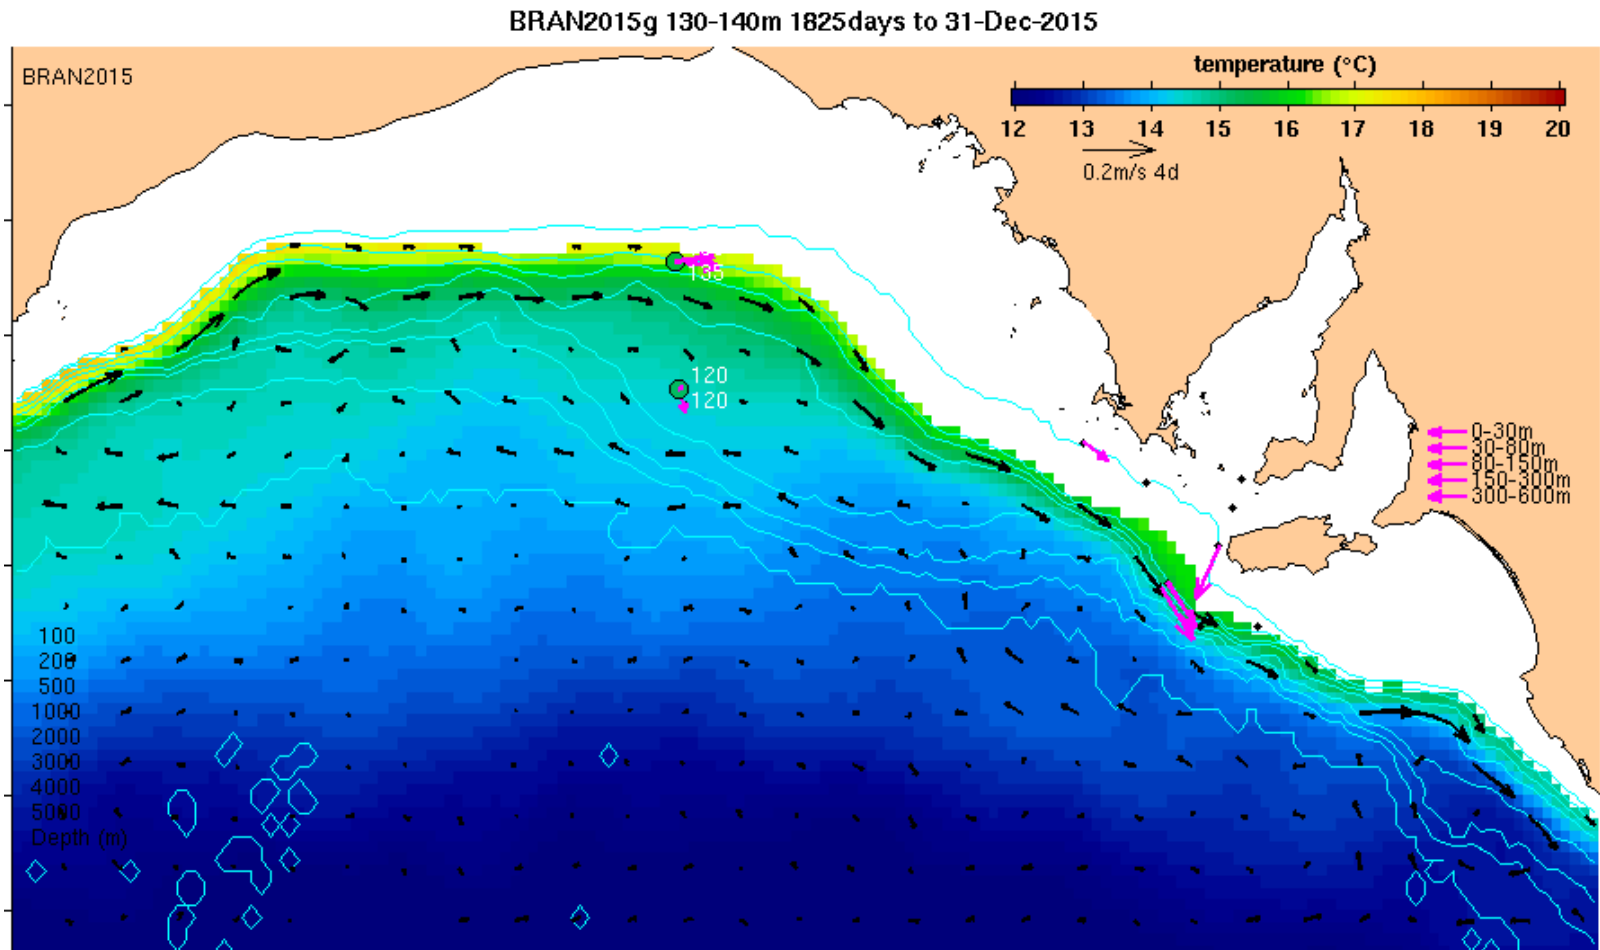 BRAN2015g 130-140m 1825days to 31-Dec-2015
BRAN2015
temperature (°C)
12 13 14 15 16 17 18 19 20
0.2m/s 4d
135
120
120
0-30m
30-80m
80-150m
150-300m
300-600m
100
200
500
1000
2000
3000
4000
5000
Depth (m)